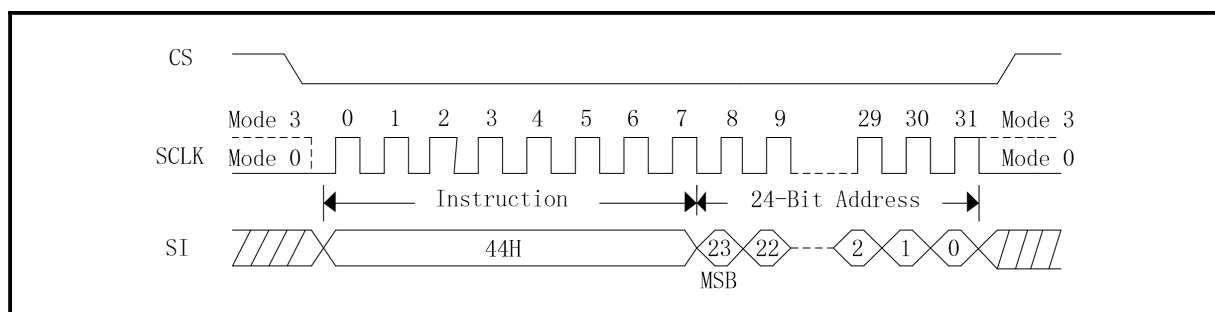 CS
Mode 3 0 1 2 3 4 5 6 7 8 9 29 30 31 Mode 3
SCLK Mode 0 Mode 0
Instruction 24-Bit Address
SI 44H 23 22 2 1 0
MSB